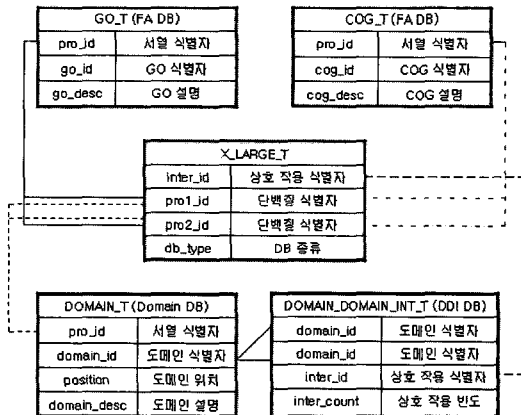 GO_T (FA DB)
pro_id 서열 식별자
go_id GO 식별자
go_desc GO 설명
COG_T (FA DB)
pro_id 서열 식별자
cog_id COG 식별자
cog_desc COG 설명
X_LARGE_T
inter_id 상호 작용 식별자
pro1_id 단백질 식별자
pro2_id 단백질 식별자
db_type DB 종류
DOMAIN_T (Domain DB)
pro_id 서열 식별자
domain_id 도메인 식별자
position 도메인 위치
domain_desc 도메인 설명
DOMAIN_DOMAIN_INT_T (DDI DB)
domain_id 도메인 식별자
domain_id 도메인 식별자
inter_id 상호 작용 식별자
inter_count 상호 작용 빈도